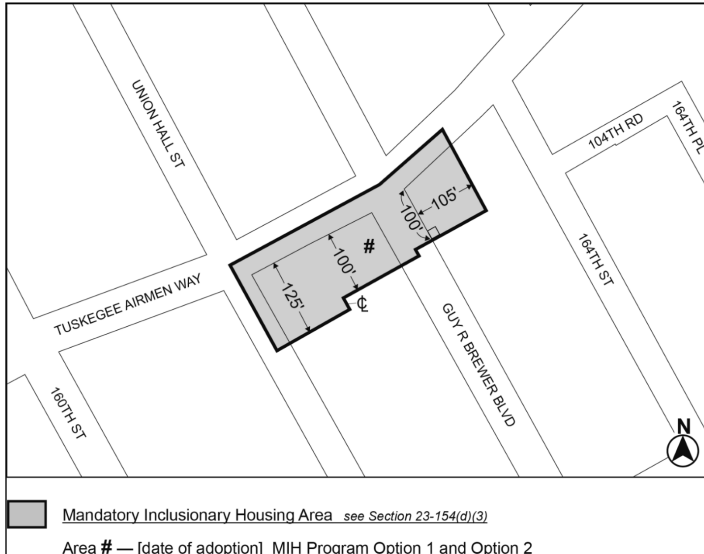 UNION HALL ST
104TH RD
164TH PL
105'
100'
#
100'
125'
164TH ST
TUSKEGEE AIRMEN WAY
℄
GUY R BREWER BLVD
160TH ST
N
Mandatory Inclusionary Housing Area see Section 23-154(d)(3)
Area # — [date of adoption] MIH Program Option 1 and Option 2